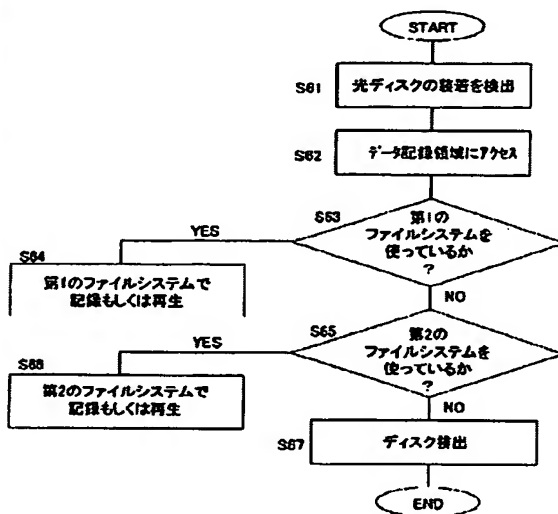 START
S61
光ディスクの装着を検出
S62
データ記録領域にアクセス
S63
第1の
ファイルシステムを
使っているか
?
YES
S64
第1のファイルシステムで
記録もしくは再生
NO
S65
第2の
ファイルシステムを
使っているか
?
YES
S66
第2のファイルシステムで
記録もしくは再生
NO
S67
ディスク検出
END